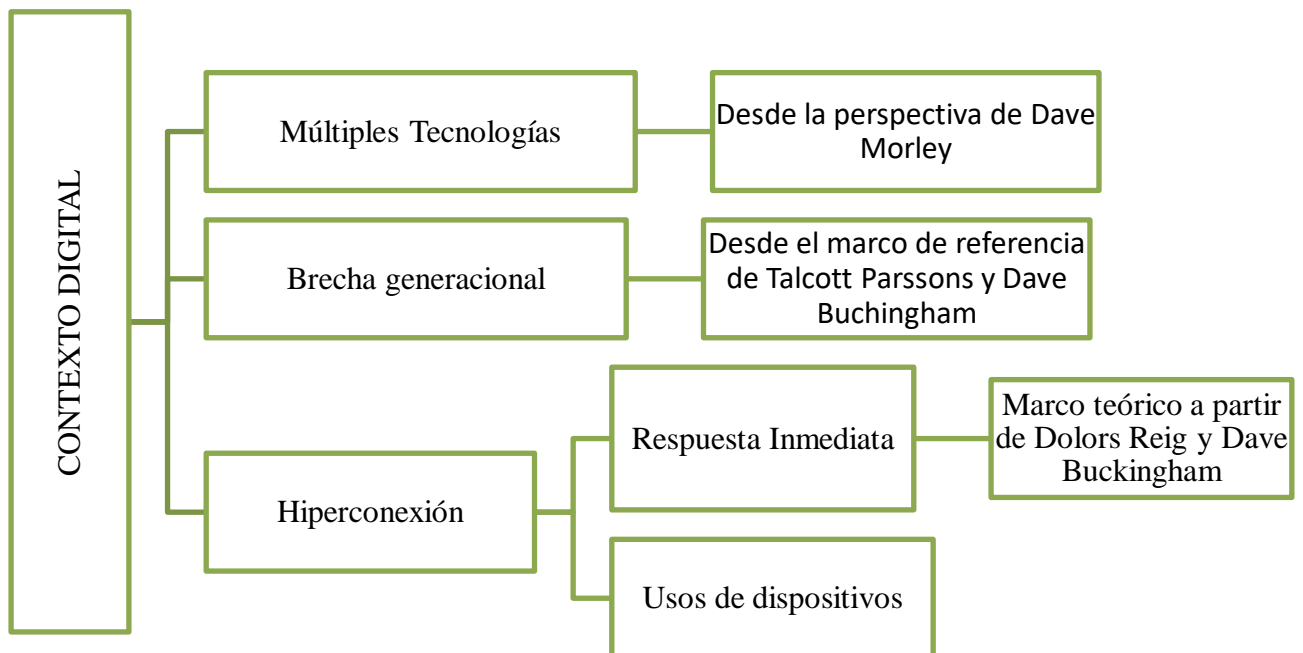 CONTEXTO DIGITAL
Múltiples Tecnologías
Desde la perspectiva de Dave
Morley
Brecha generacional
Desde el marco de referencia
de Talcott Parssons y Dave
Buchingham
Hiperconexión
Respuesta Inmediata
Marco teórico a partir
de Dolors Reig y Dave
Buckingham
Usos de dispositivos